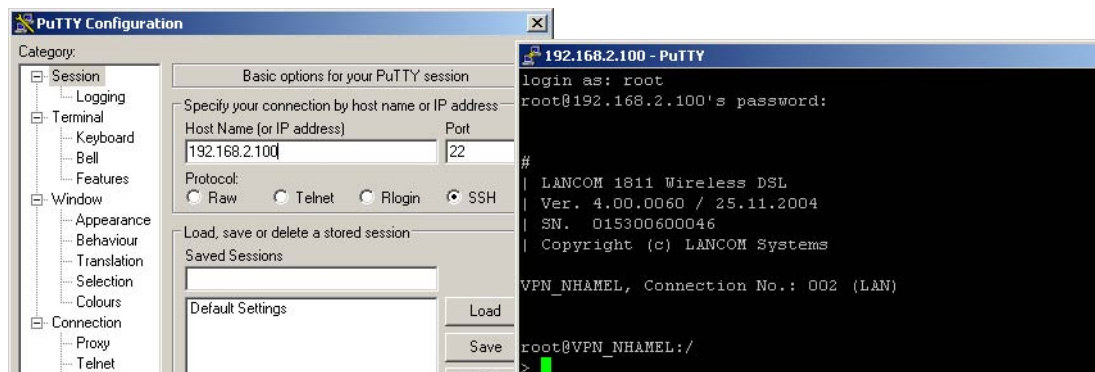 PuTTY Configuration
Category:
Session
Logging
Terminal
Keyboard
Bell
Features
Window
Appearance
Behaviour
Translation
Selection
Colours
Connection
Proxy
Telnet
Basic options for your PuTTY session
Specify your connection by host name or IP address
Host Name (or IP address) Port
192.168.2.100 22
Protocol:
Raw Telnet Rlogin SSH
Load, save or delete a stored session
Saved Sessions
Default Settings
Load
Save
192.168.2.100 - PuTTY
login as: root
root@192.168.2.100's password:
#
| LANCOM 1811 Wireless DSL
| Ver. 4.00.0060 / 25.11.2004
| SN. 015300600046
| Copyright (c) LANCOM Systems
VPN_NHAMEL, Connection No.: 002 (LAN)
root@VPN_NHAMEL:/
>